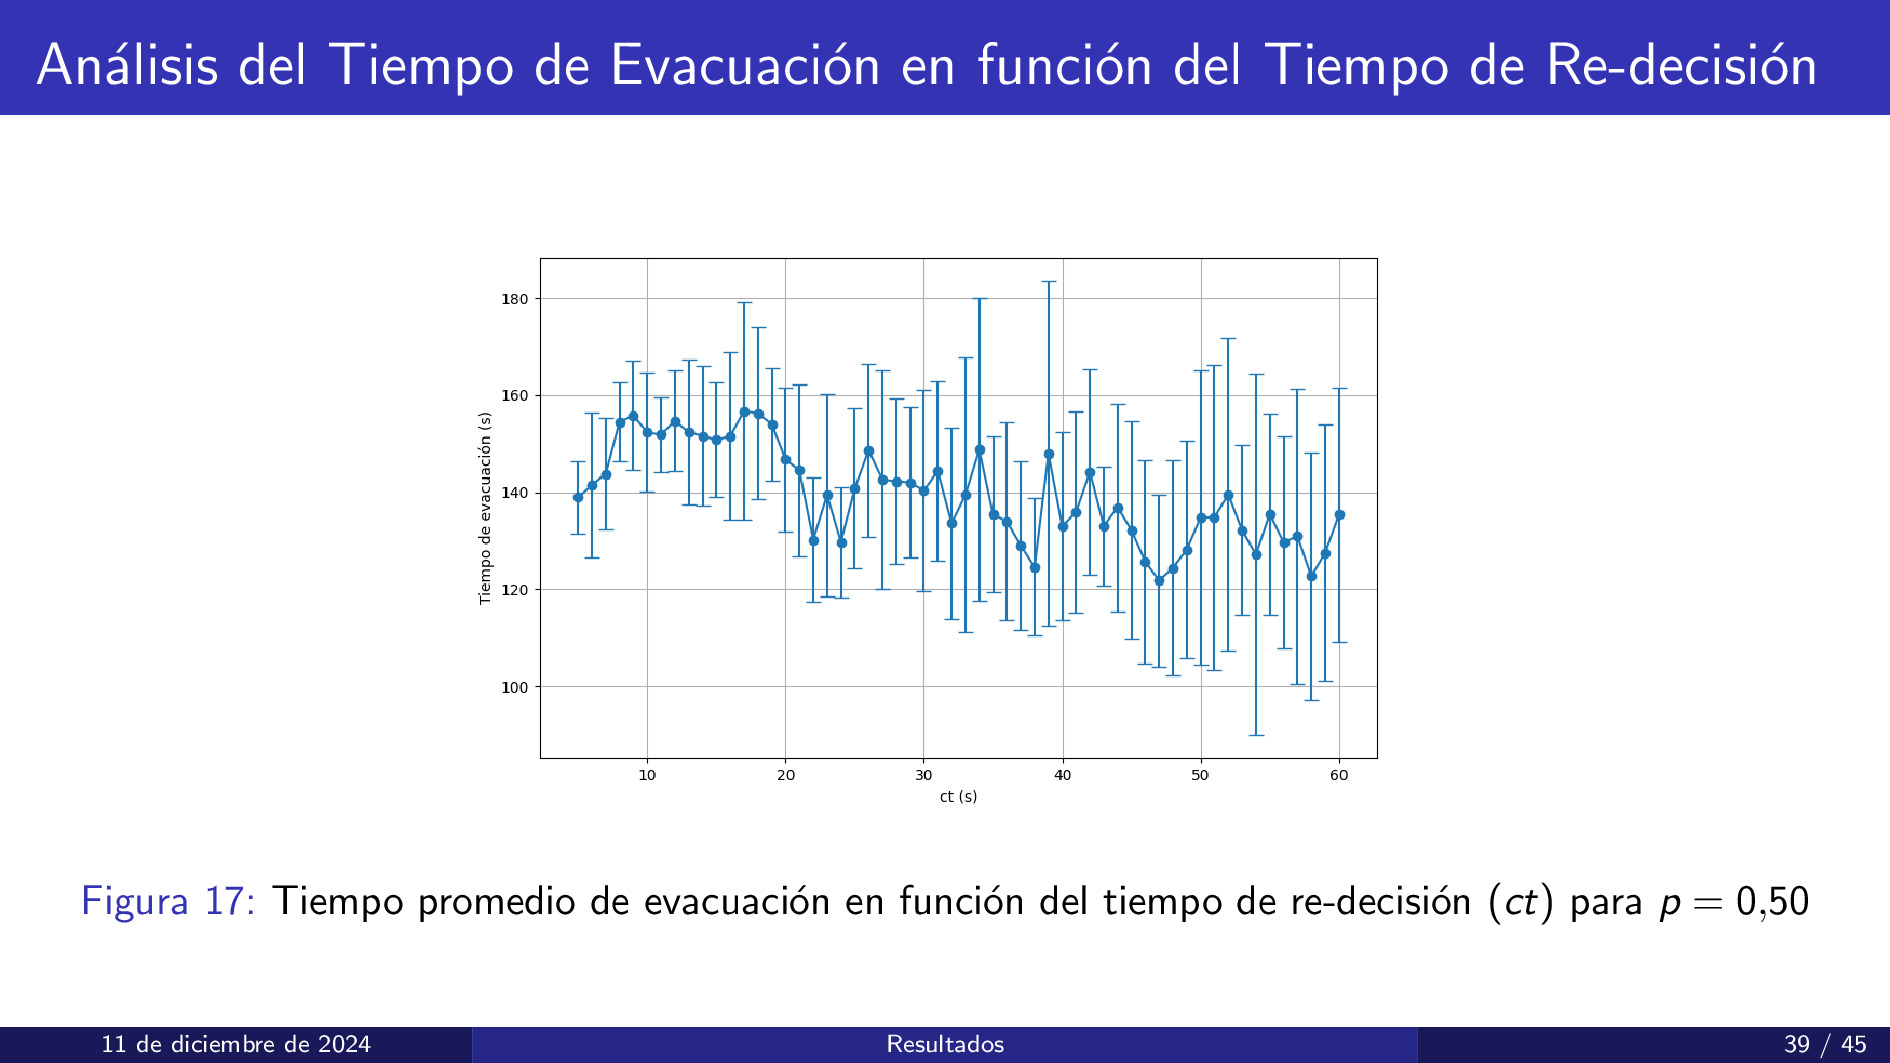 Análisis del Tiempo de Evacuación en función del Tiempo de Re-decisión
180
160
140
120
100
Tiempo de evacuación (s)
10 20 30 40 50 60
ct (s)
Figura 17: Tiempo promedio de evacuación en función del tiempo de re-decisión (ct) para p = 0,50
11 de diciembre de 2024 Resultados 39 / 45